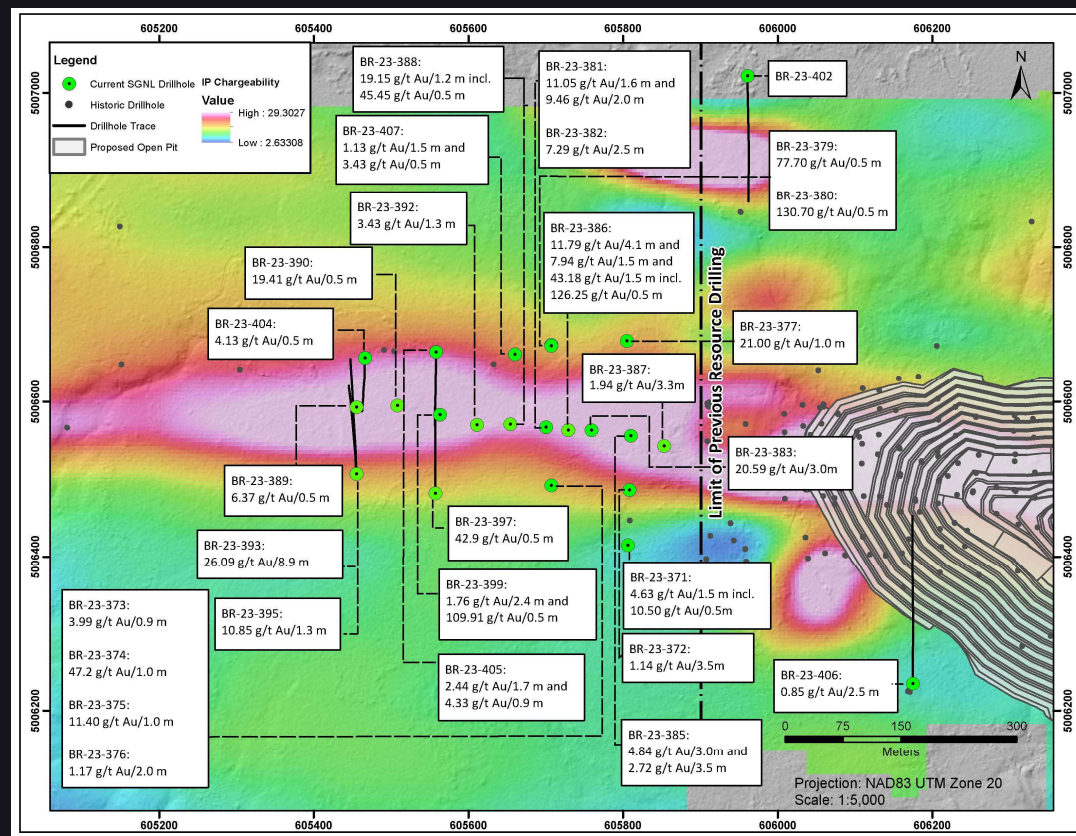 605200
605400
605600
605800
606000
606200
5007000
5006800
5006600
5006400
5006200
5007000
5006800
5006600
5006400
5006200
Legend
Current SGNL Drillhole
Historic Drillhole
Drillhole Trace
Proposed Open Pit
IP Chargeability
Value
High : 29.3027
Low : 2.63308
BR-23-388:
19.15 g/t Au/1.2 m incl.
45.45 g/t Au/0.5 m
BR-23-381:
11.05 g/t Au/1.6 m and
9.46 g/t Au/2.0 m
BR-23-382:
7.29 g/t Au/2.5 m
BR-23-402
N
BR-23-407:
1.13 g/t Au/1.5 m and
3.43 g/t Au/0.5 m
BR-23-379:
77.70 g/t Au/0.5 m
BR-23-380:
130.70 g/t Au/0.5 m
BR-23-392:
3.43 g/t Au/1.3 m
BR-23-386:
11.79 g/t Au/4.1 m and
7.94 g/t Au/1.5 m and
43.18 g/t Au/1.5 m incl.
126.25 g/t Au/0.5 m
BR-23-390:
19.41 g/t Au/0.5 m
Limit of Previous Resource Drilling
BR-23-404:
4.13 g/t Au/0.5 m
BR-23-377:
21.00 g/t Au/1.0 m
BR-23-387:
1.94 g/t Au/3.3m
BR-23-383:
20.59 g/t Au/3.0m
BR-23-389:
6.37 g/t Au/0.5 m
BR-23-397:
42.9 g/t Au/0.5 m
BR-23-393:
26.09 g/t Au/8.9 m
BR-23-399:
1.76 g/t Au/2.4 m and
109.91 g/t Au/0.5 m
BR-23-371:
4.63 g/t Au/1.5 m incl.
10.50 g/t Au/0.5m
BR-23-395:
10.85 g/t Au/1.3 m
BR-23-373:
3.99 g/t Au/0.9 m
BR-23-374:
47.2 g/t Au/1.0 m
BR-23-375:
11.40 g/t Au/1.0 m
BR-23-376:
1.17 g/t Au/2.0 m
BR-23-372:
1.14 g/t Au/3.5m
BR-23-405:
2.44 g/t Au/1.7 m and
4.33 g/t Au/0.9 m
BR-23-406:
0.85 g/t Au/2.5 m
BR-23-385:
4.84 g/t Au/3.0m and
2.72 g/t Au/3.5 m
0 75 150 300
Meters
Projection: NAD83 UTM Zone 20
Scale: 1:5,000
605200
605400
605600
605800
606000
606200